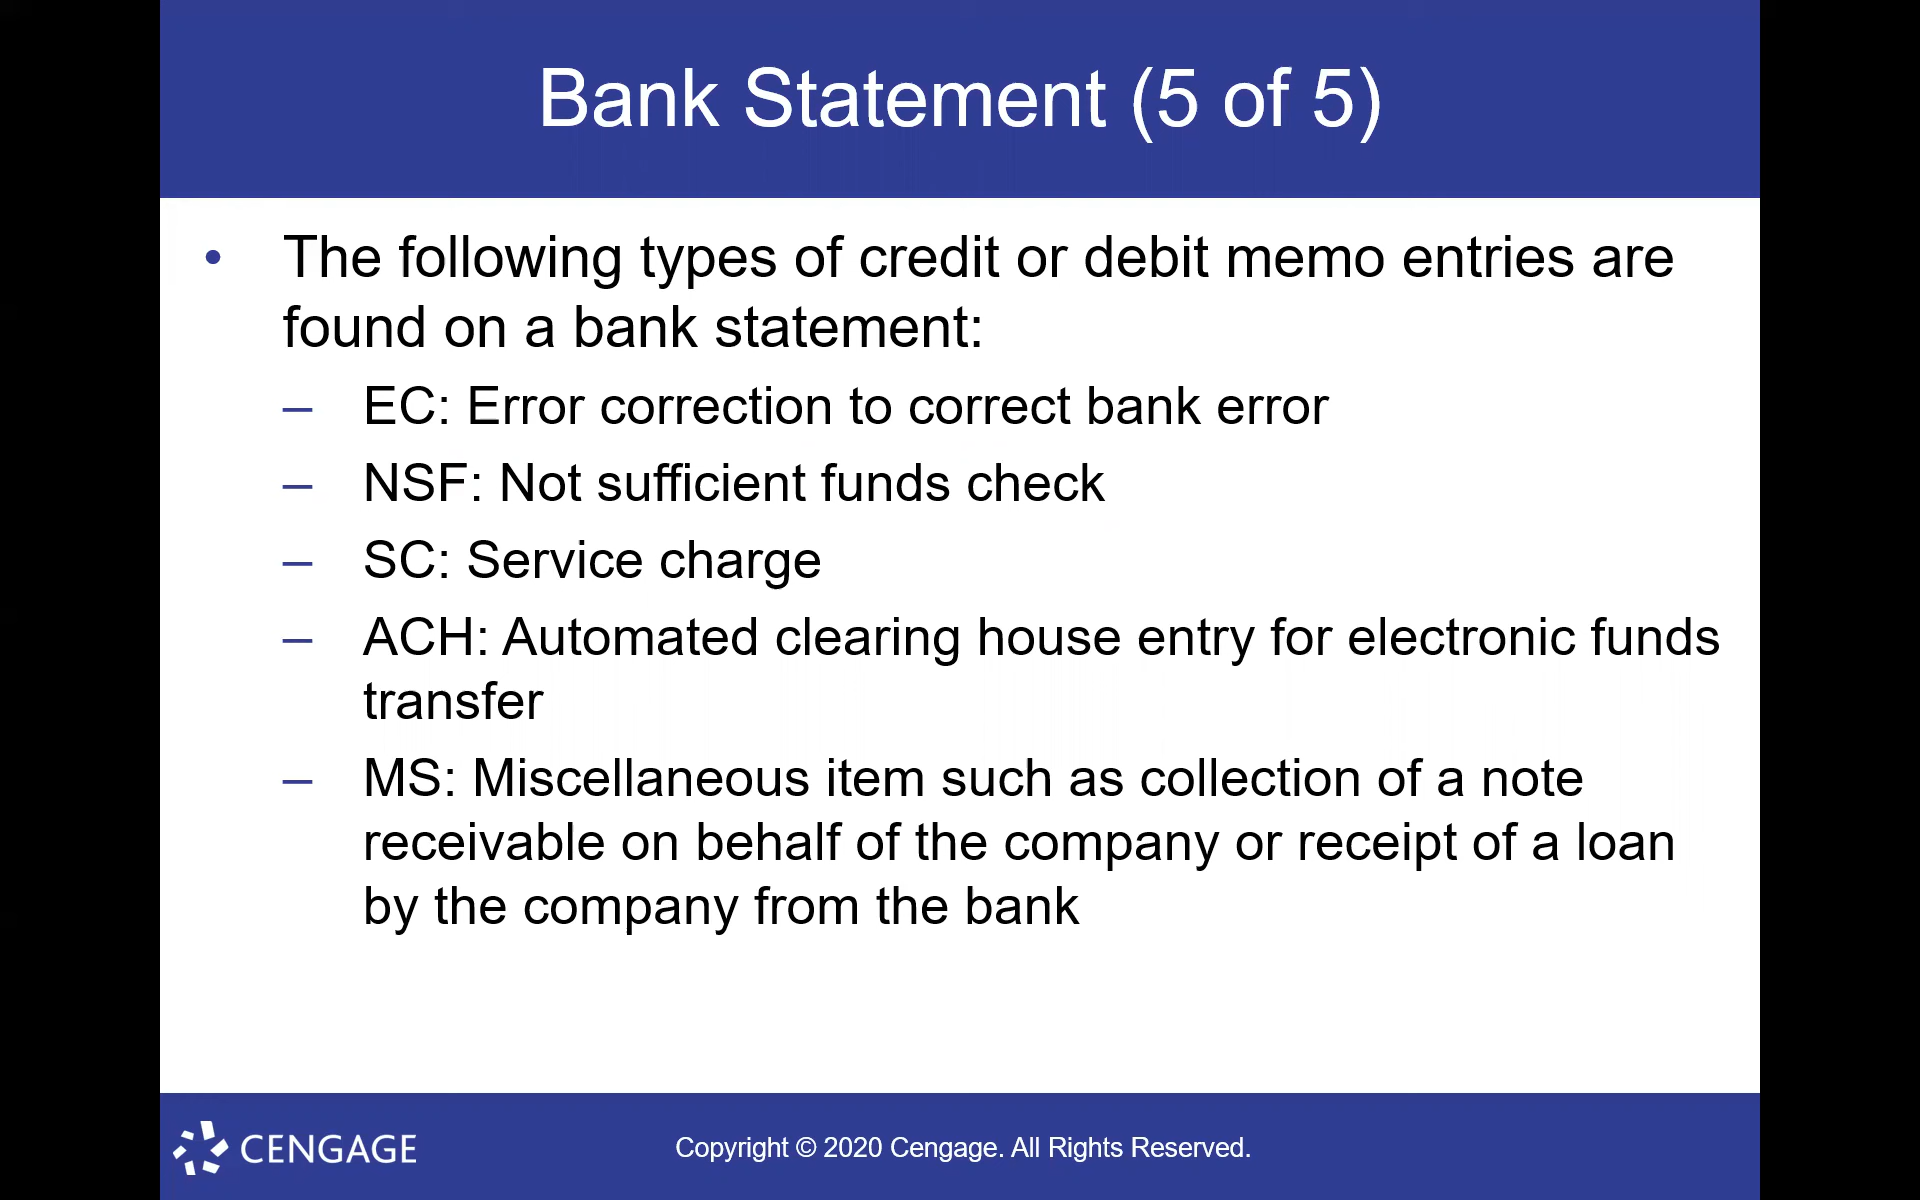 Bank Statement (5 of 5)
• The following types of credit or debit memo entries are
found on a bank statement:
– EC: Error correction to correct bank error
– NSF: Not sufficient funds check
– SC: Service charge
– ACH: Automated clearing house entry for electronic funds
transfer
– MS: Miscellaneous item such as collection of a note
receivable on behalf of the company or receipt of a loan
by the company from the bank
CENGAGE
Copyright © 2020 Cengage. All Rights Reserved.